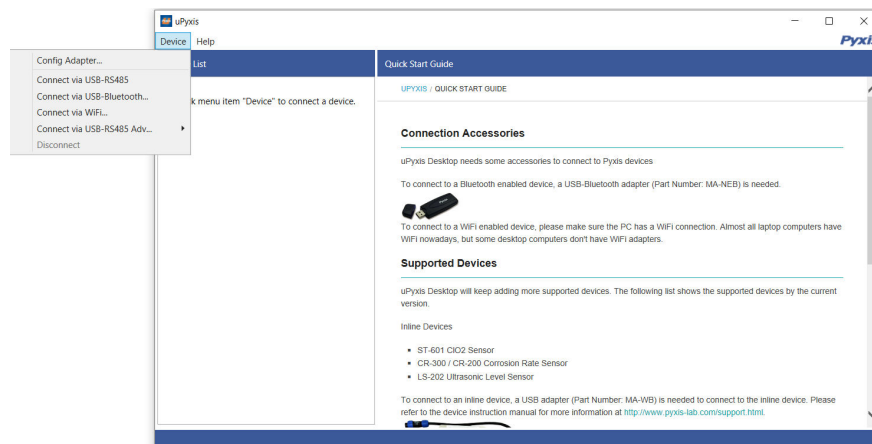 uPyxis
Device Help
Config Adapter...
Connect via USB-RS485
Connect via USB-Bluetooth...
Connect via WiFi...
Connect via USB-RS485 Adv...
Disconnect
List
menu item "Device" to connect a device.
Quick Start Guide
UPYXIS / QUICK START GUIDE
Connection Accessories
uPyxis Desktop needs some accessories to connect to Pyxis devices
To connect to a Bluetooth enabled device, a USB-Bluetooth adapter (Part Number: MA-NEB) is needed.
To connect to a WiFi enabled device, please make sure the PC has a WiFi connection. Almost all laptop computers have
WiFi nowadays, but some desktop computers don't have WiFi adapters.
Supported Devices
uPyxis Desktop will keep adding more supported devices. The following list shows the supported devices by the current
version.
Inline Devices
ST-601 ClO2 Sensor
CR-300 / CR-200 Corrosion Rate Sensor
LS-202 Ultrasonic Level Sensor
To connect to an inline device, a USB adapter (Part Number: MA-WB) is needed to connect to the inline device. Please
refer to the device instruction manual for more information at http://www.pyxis-lab.com/support.html.